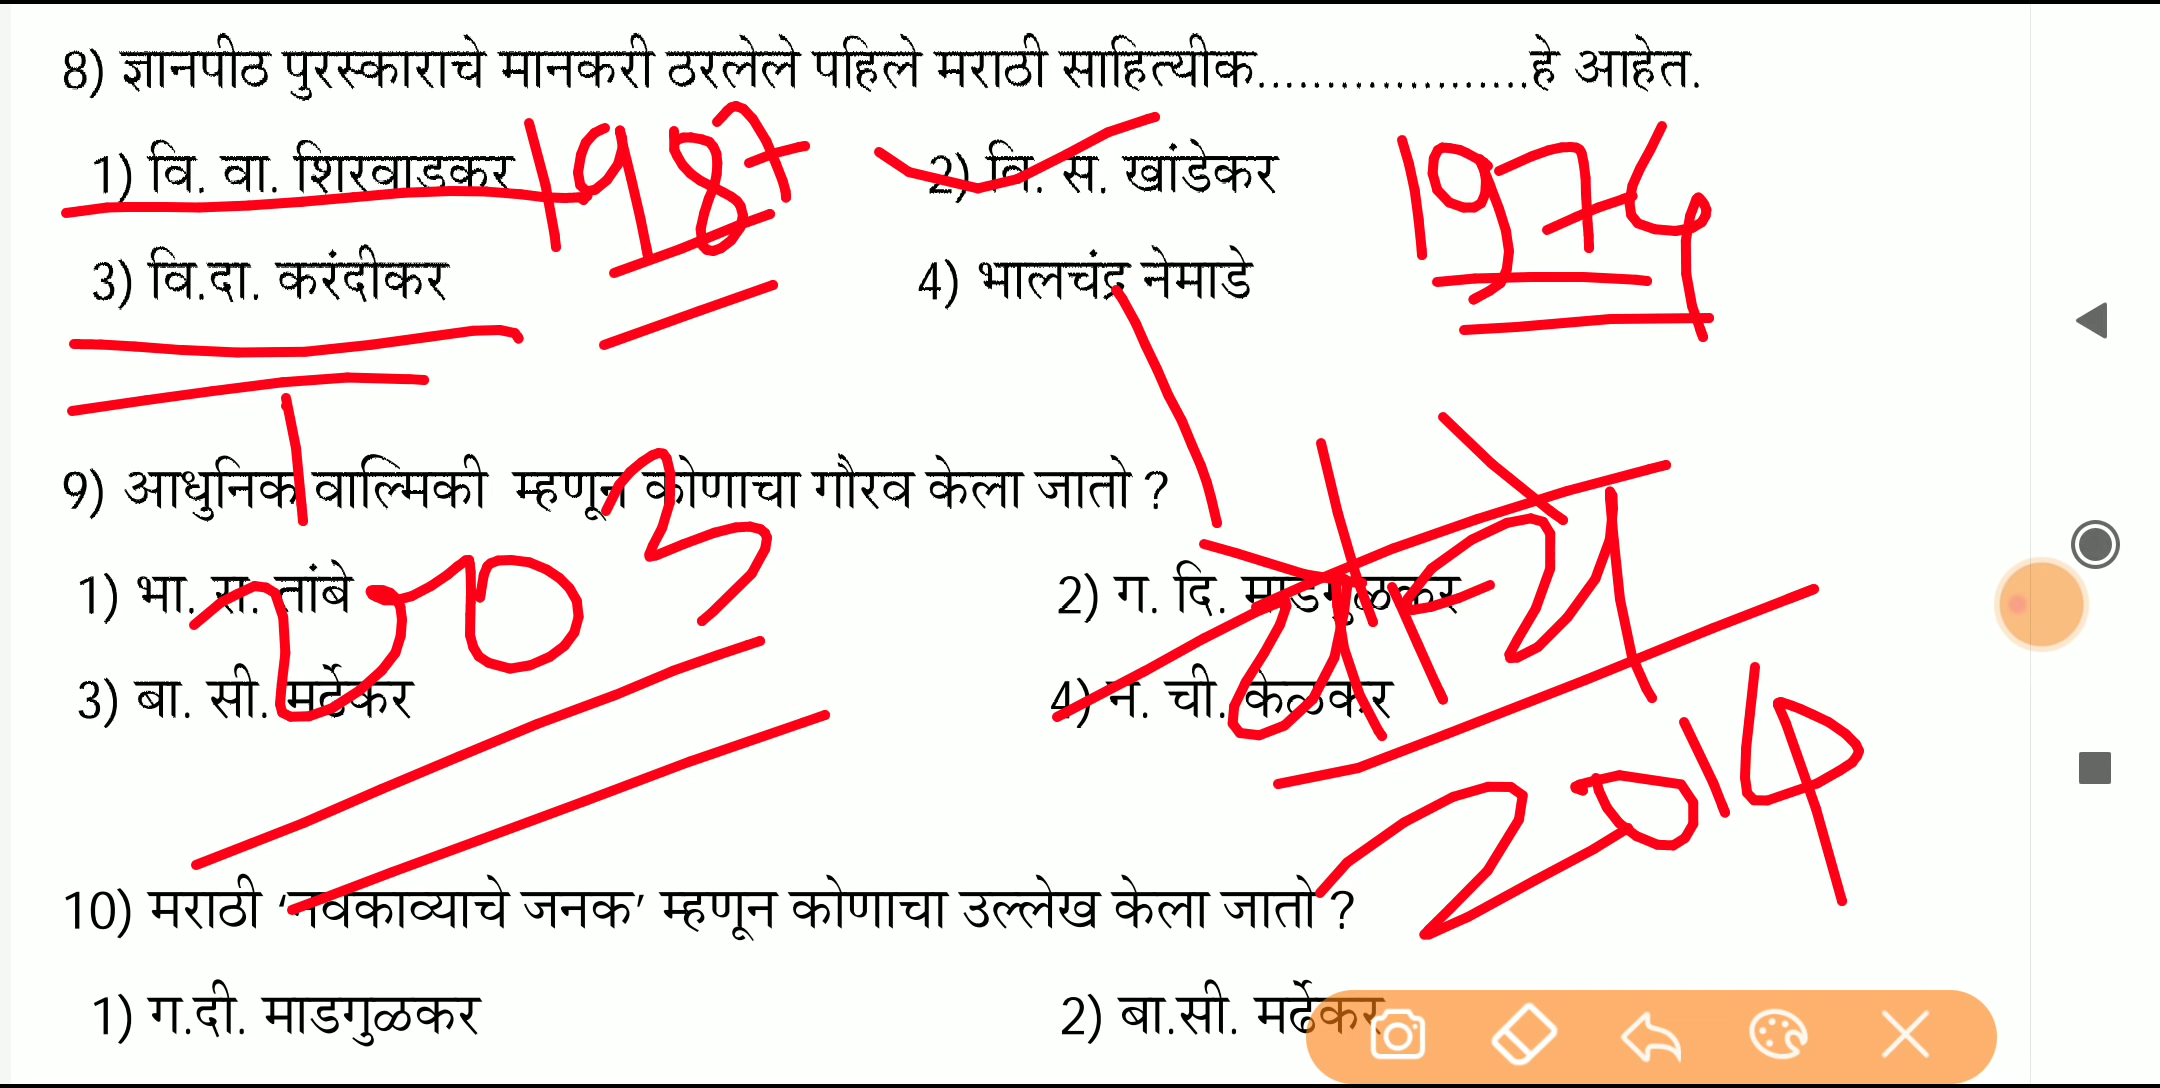 8) ज्ञानपीठ पुरस्काराचे मानकरी ठरलेले पहिले मराठी साहित्यीक....................हे आहेत.
1) वि. वा. शिरवाडकर 1987 2) वि. स. खांडेकर 1974
3) वि.दा. करंदीकर 4) भालचंद्र नेमाडे
9) आधुनिक वाल्मिकी म्हणून कोणाचा गौरव केला जातो ?
1) भा. रा. तांबे 2) ग. दि. माडगुळकर
2003
3) बा. सी. मर्ढेकर 4) न. ची. केळकर
2014
10) मराठी ‘नवकाव्याचे जनक’ म्हणून कोणाचा उल्लेख केला जातो ?
1) ग.दी. माडगुळकर 2) बा.सी. मर्ढेकर